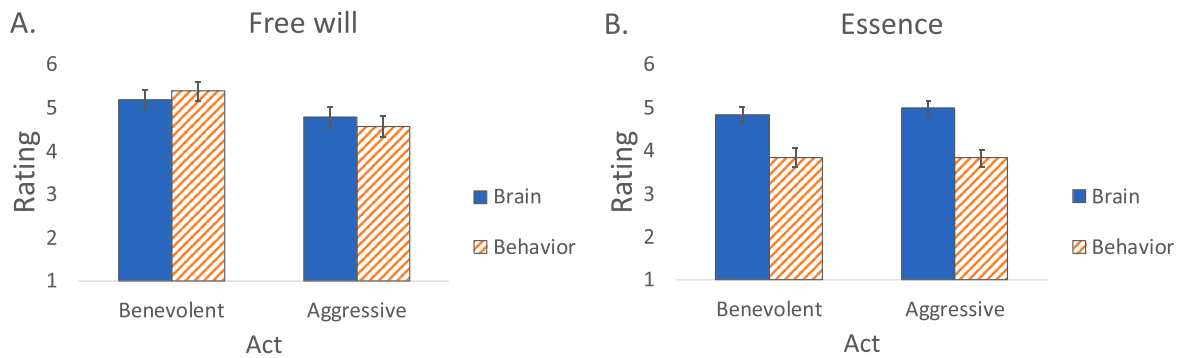 A.
Free will
6
5
4
3
2
1
Rating
Benevolent
Aggressive
Act
Brain
Behavior
B.
Essence
6
5
4
3
2
1
Rating
Benevolent
Aggressive
Act
Brain
Behavior